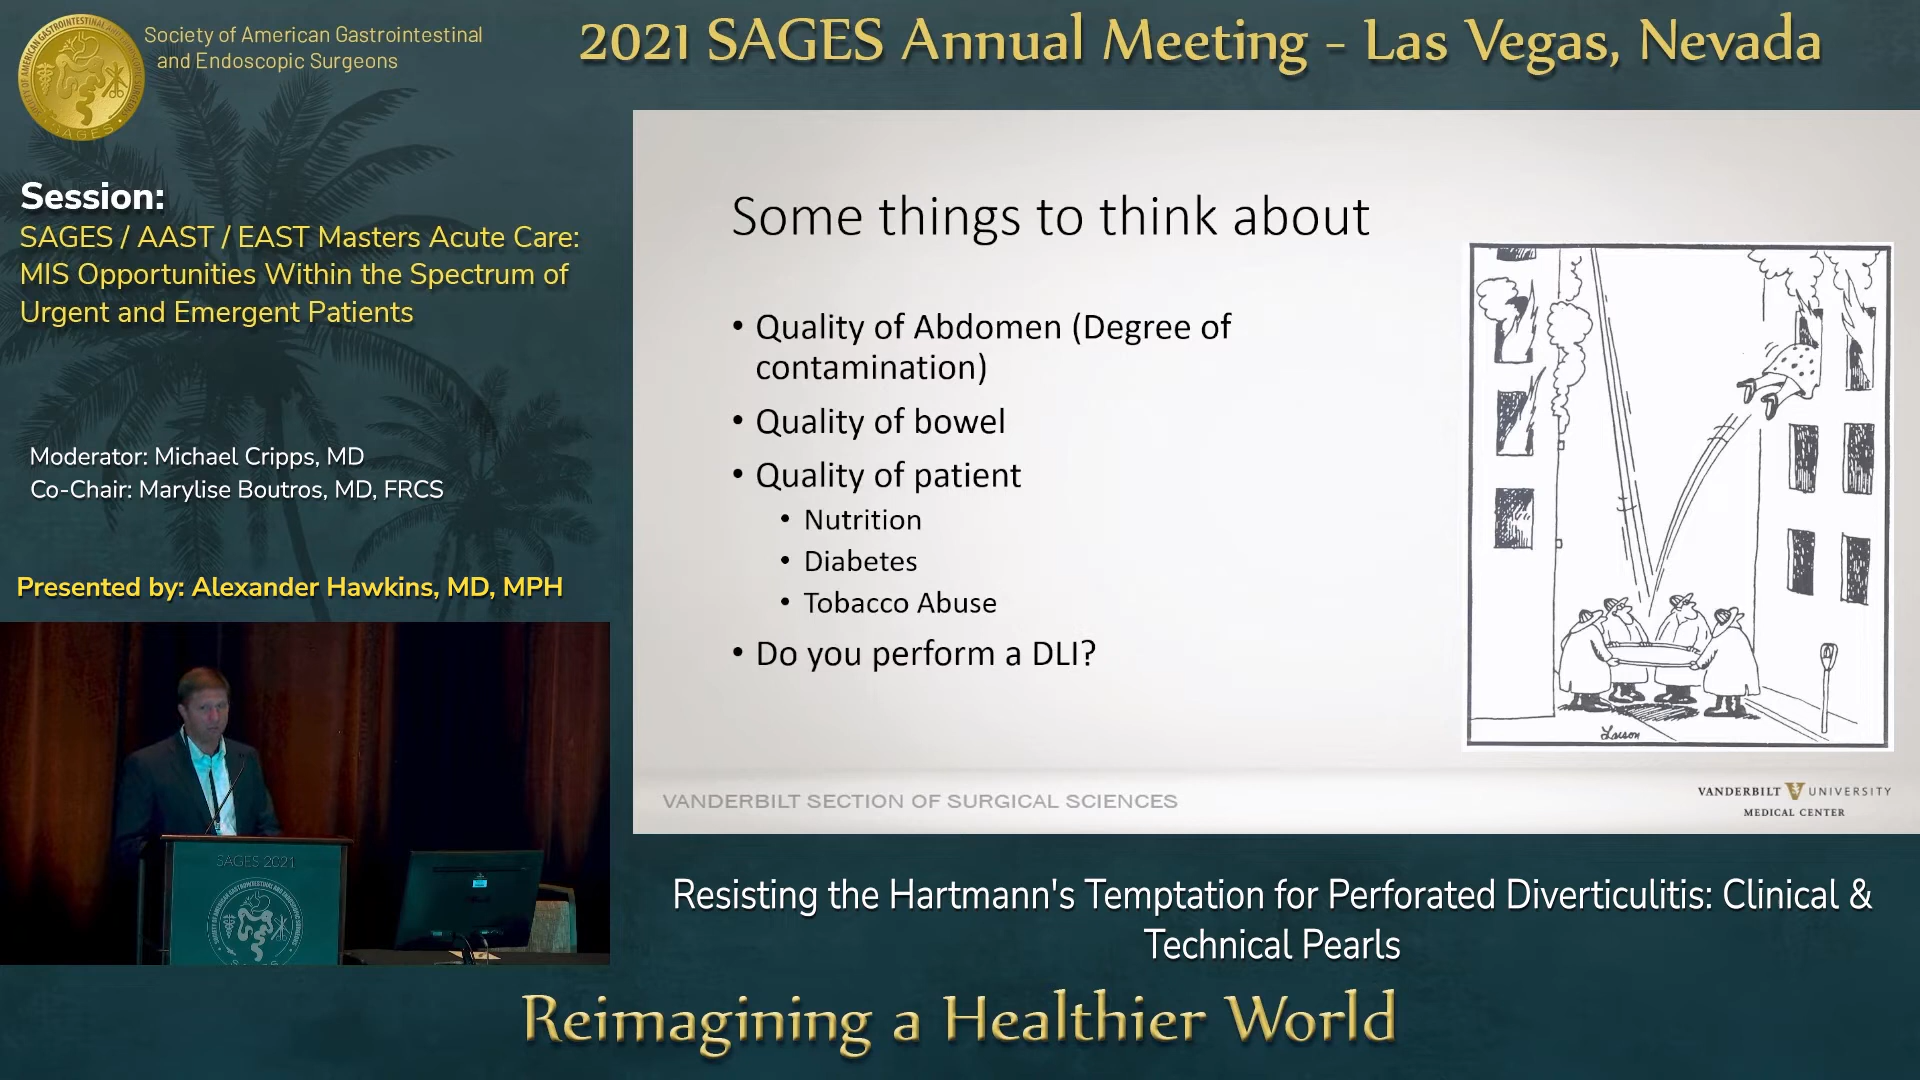 Society of American Gastrointestinal
and Endoscopic Surgeons
2021 SAGES Annual Meeting - Las Vegas, Nevada
SAGES
Session:
SAGES / AAST / EAST Masters Acute Care:
MIS Opportunities Within the Spectrum of
Urgent and Emergent Patients
Moderator: Michael Cripps, MD
Co-Chair: Marylise Boutros, MD, FRCS
Presented by: Alexander Hawkins, MD, MPH
SAGES 2021
Some things to think about
• Quality of Abdomen (Degree of
contamination)
• Quality of bowel
• Quality of patient
• Nutrition
• Diabetes
• Tobacco Abuse
• Do you perform a DLI?
Larson
VANDERBILT SECTION OF SURGICAL SCIENCES
VANDERBILT V UNIVERSITY
MEDICAL CENTER
Resisting the Hartmann's Temptation for Perforated Diverticulitis: Clinical &
Technical Pearls
Reimagining a Healthier World